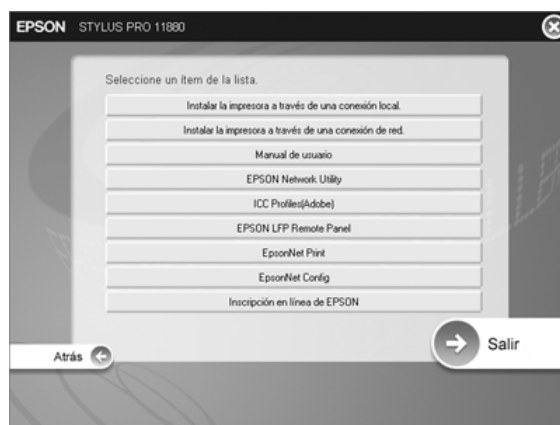 EPSON STYLUS PRO 11880
Seleccione un ítem de la lista.
Instalar la impresora a través de una conexión local.
Instalar la impresora a través de una conexión de red.
Manual de usuario
EPSON Network Utility
ICC Profiles(Adobe)
EPSON LFP Remote Panel
EpsonNet Print
EpsonNet Config
Inscripción en línea de EPSON
Atrás
Salir